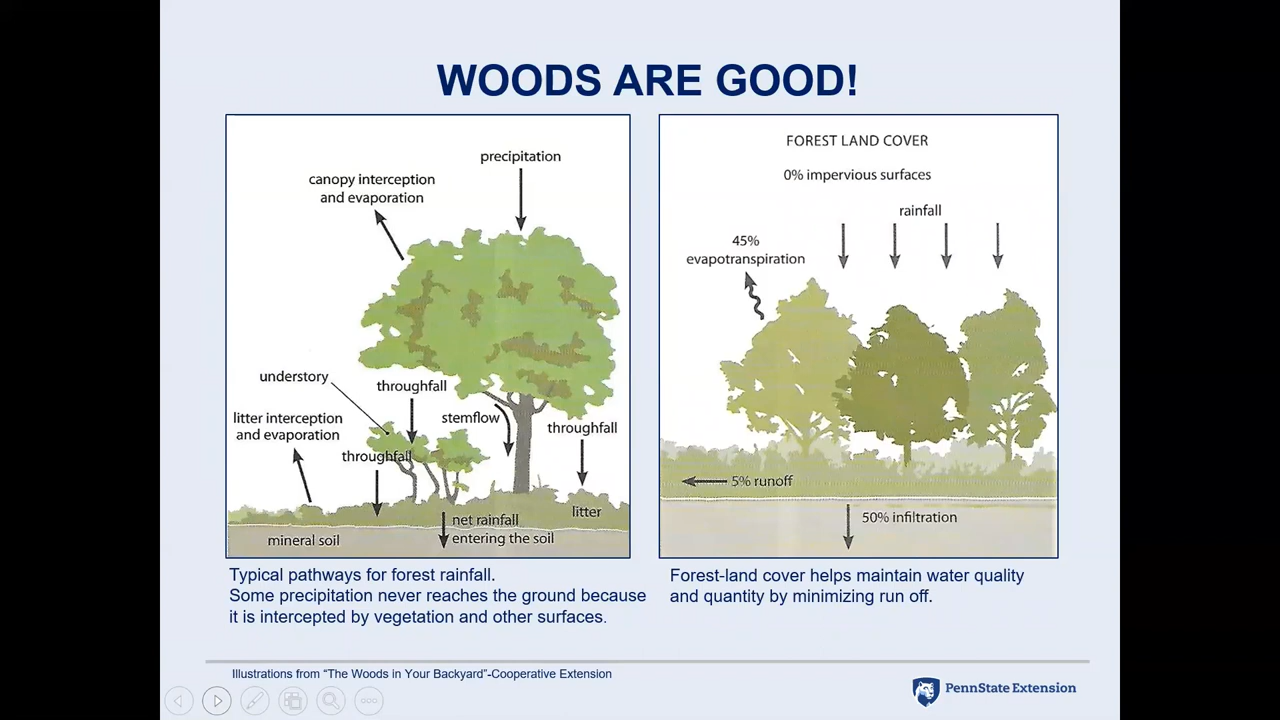 WOODS ARE GOOD!
precipitation
canopy interception
and evaporation
understory
throughfall
litter interception
and evaporation
stemflow
throughfall
throughfall
litter
net rainfall
entering the soil
mineral soil
FOREST LAND COVER
0% impervious surfaces
rainfall
45%
evapotranspiration
5% runoff
50% infiltration
Typical pathways for forest rainfall.
Some precipitation never reaches the ground because
it is intercepted by vegetation and other surfaces.
Forest-land cover helps maintain water quality
and quantity by minimizing run off.
Illustrations from “The Woods in Your Backyard”-Cooperative Extension
PennState Extension